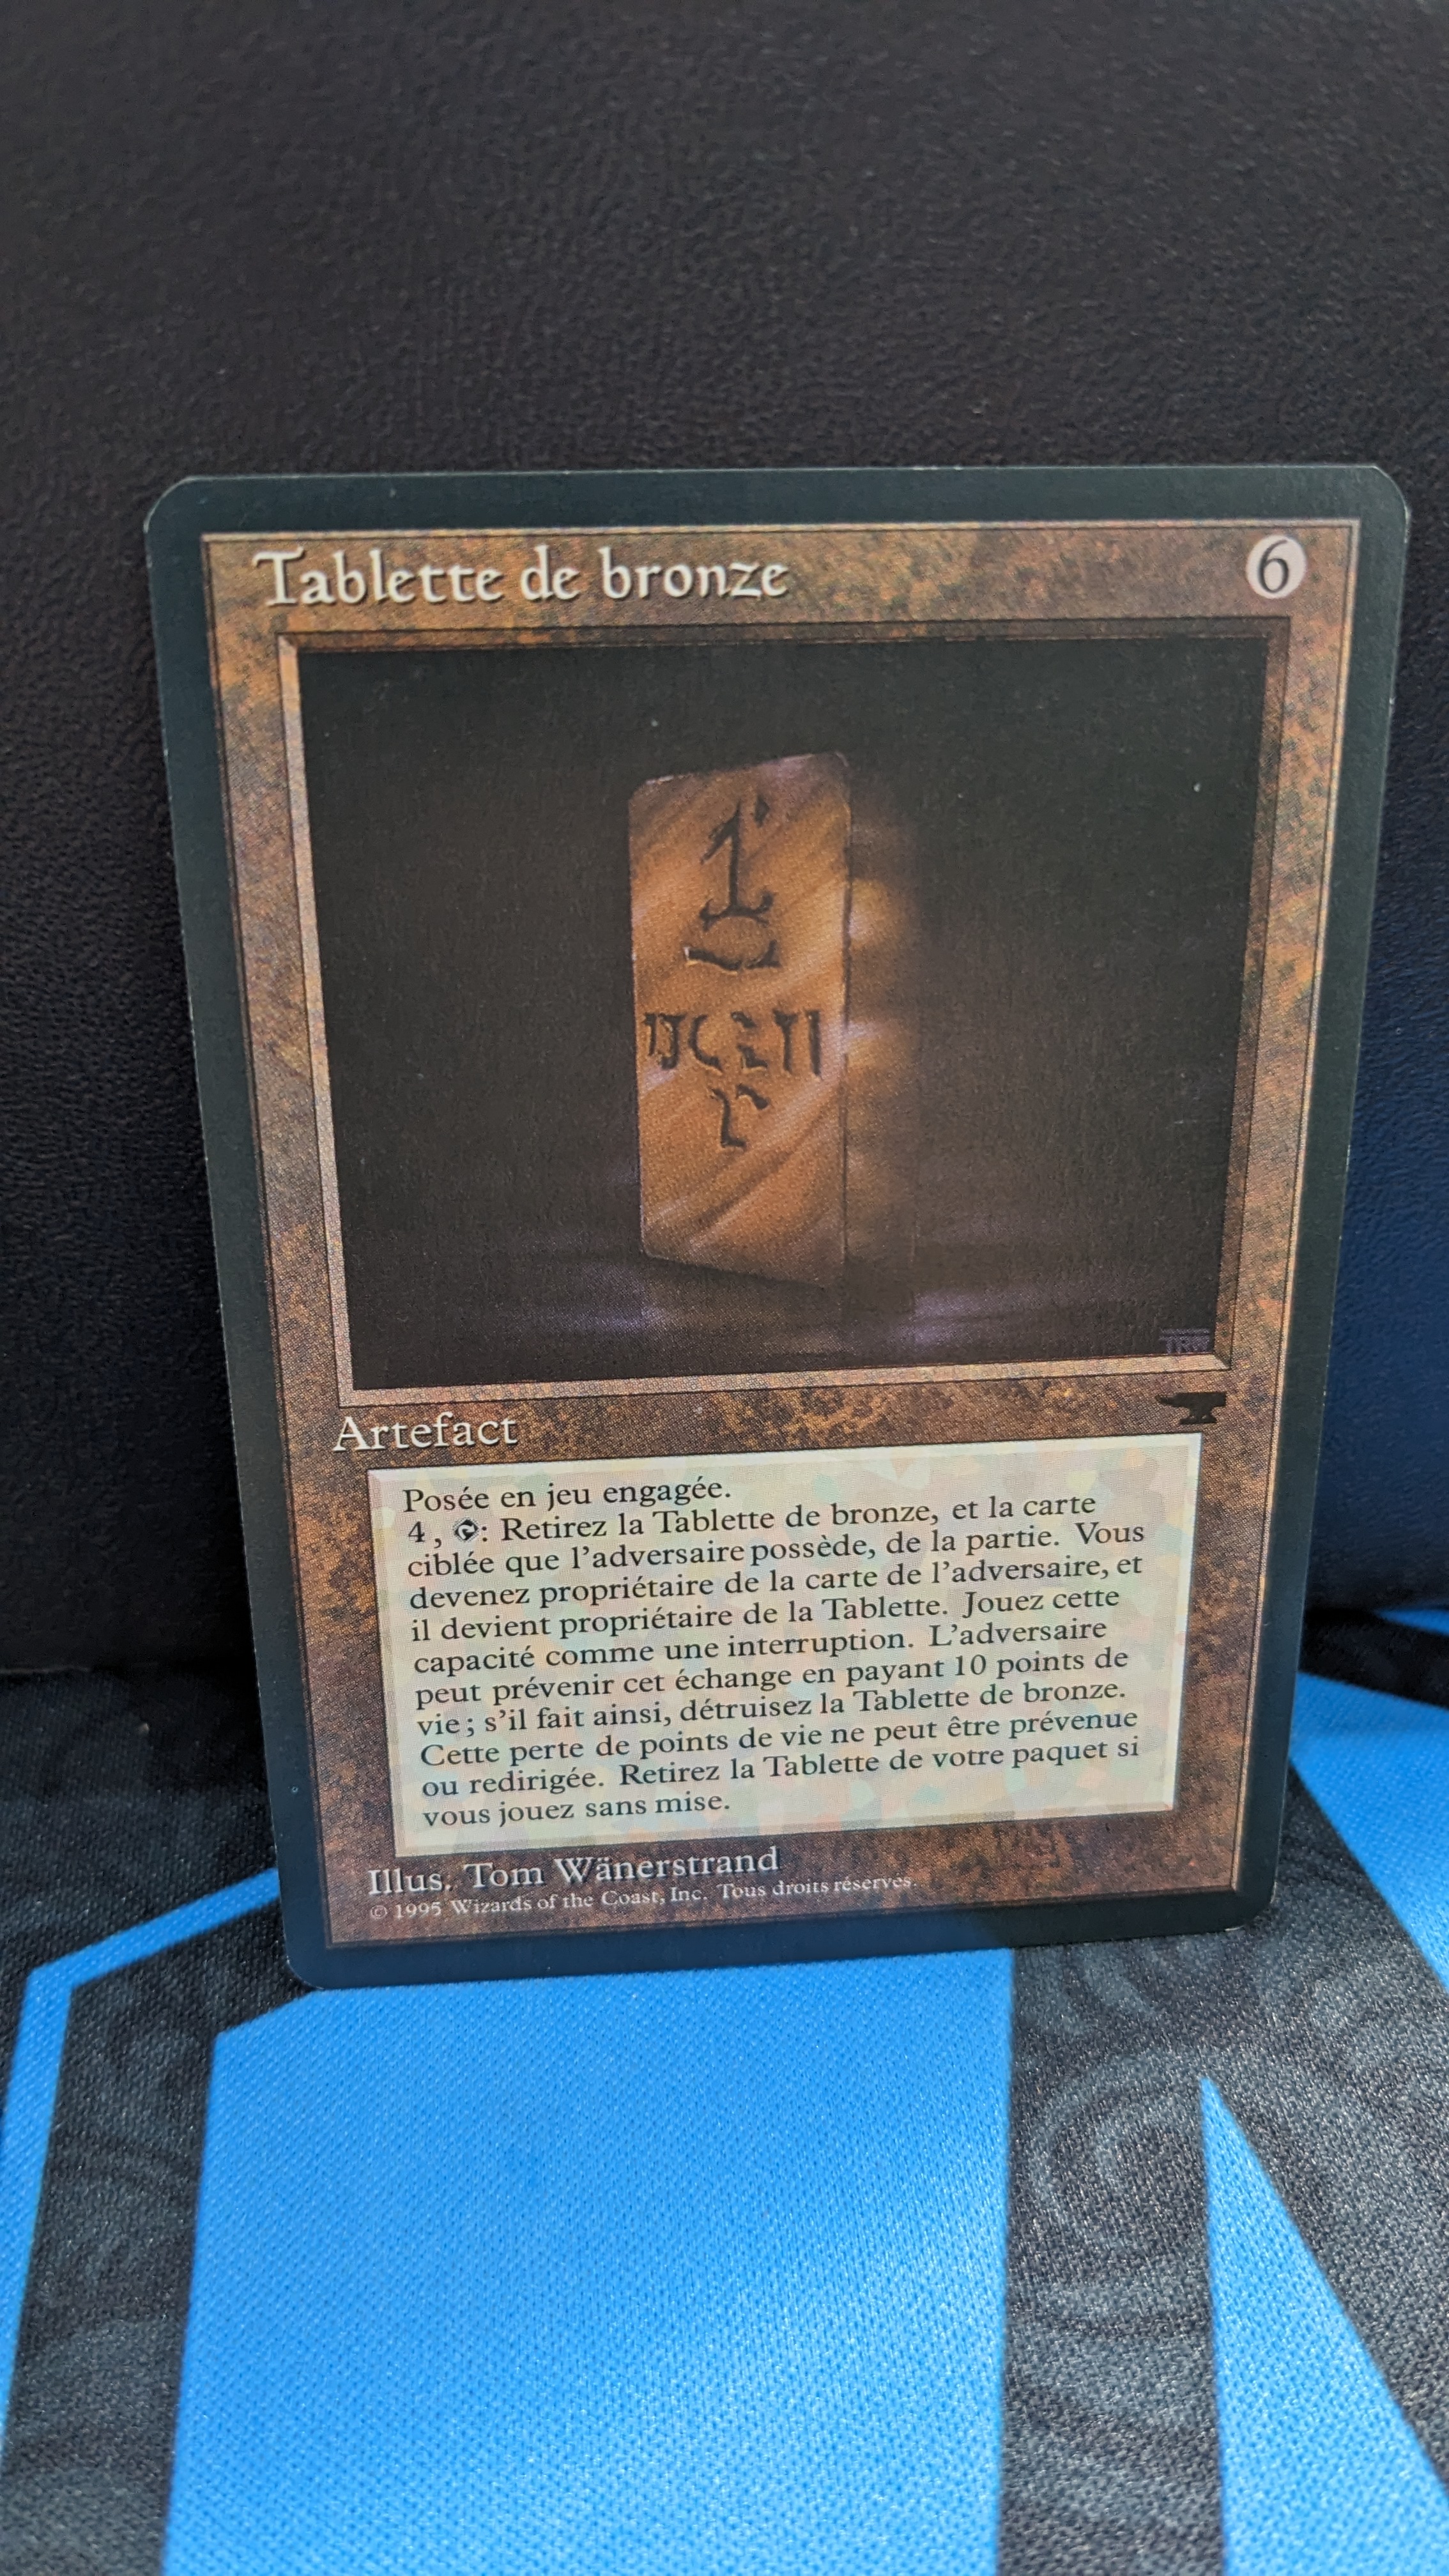 Tablette de bronze 6
Artefact
Posée en jeu engagée.
4, : Retirez la Tablette de bronze, et la carte
ciblée que l'adversaire possède, de la partie. Vous
devenez propriétaire de la carte de l'adversaire, et
il devient propriétaire de la Tablette. Jouez cette
capacité comme une interruption. L'adversaire
peut prévenir cet échange en payant 10 points de
vie ; s'il fait ainsi, détruisez la Tablette de bronze.
Cette perte de points de vie ne peut être prévenue
ou redirigée. Retirez la Tablette de votre paquet si
vous jouez sans mise.
Illus. Tom Wänerstrand
© 1995 Wizards of the Coast, Inc. Tous droits réservés.